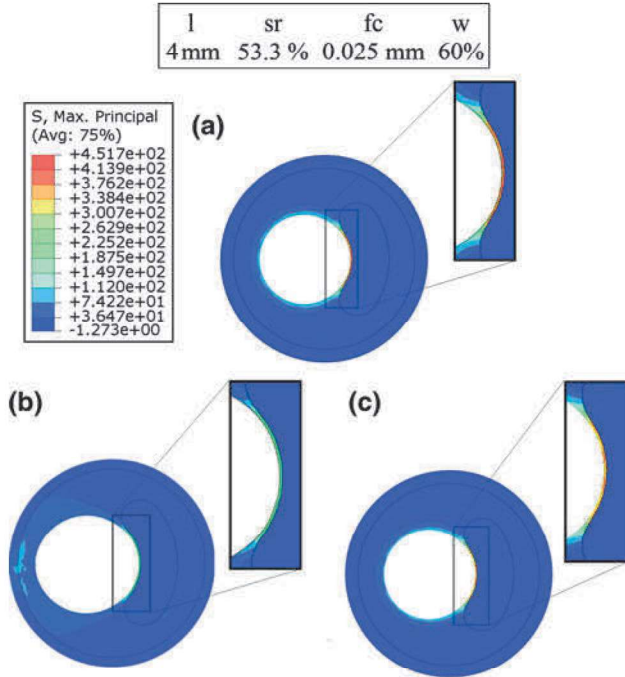 l sr fc w
4 mm 53.3 % 0.025 mm 60%
S, Max. Principal
(Avg: 75%)
+4.517e+02
+4.139e+02
+3.762e+02
+3.384e+02
+3.007e+02
+2.629e+02
+2.252e+02
+1.875e+02
+1.497e+02
+1.120e+02
+7.422e+01
+3.647e+01
-1.273e+00
(a)
(b)
(c)